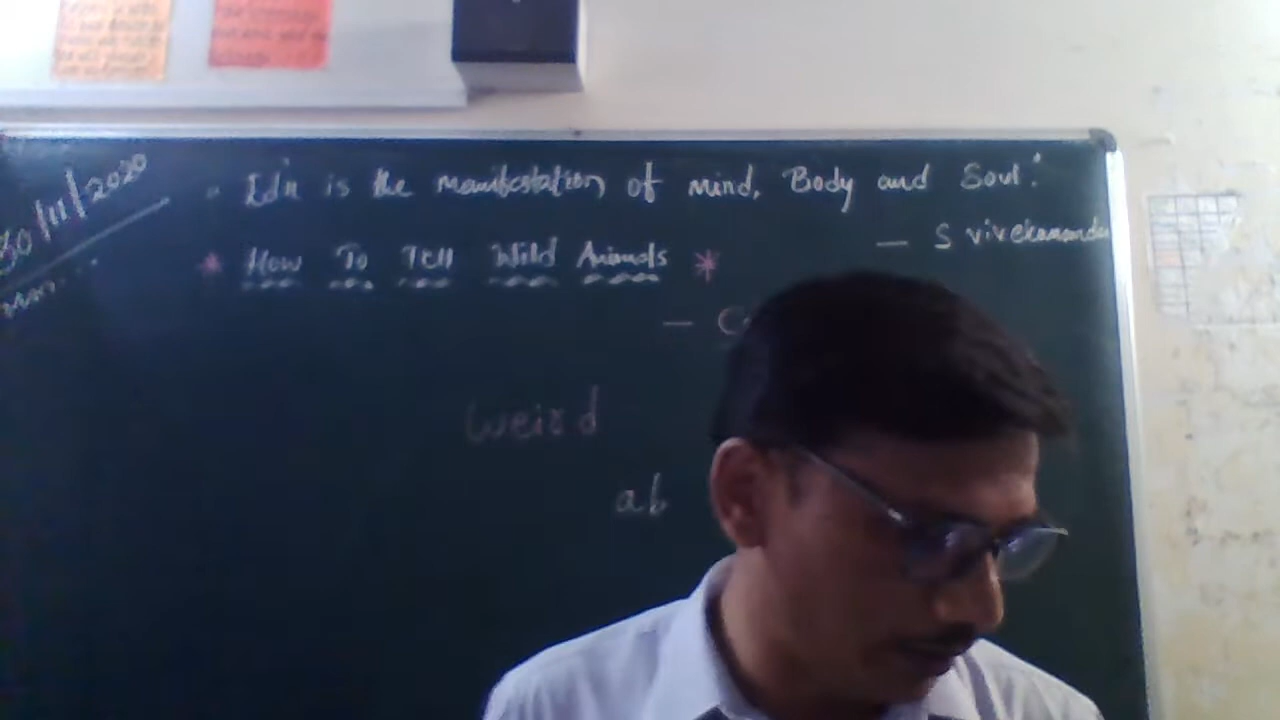 30/11/2020
" Edn is the manifestation of mind, Body and Soul."
— S vivekananda
* How To Tell Wild Animals *
— C
weird
ab